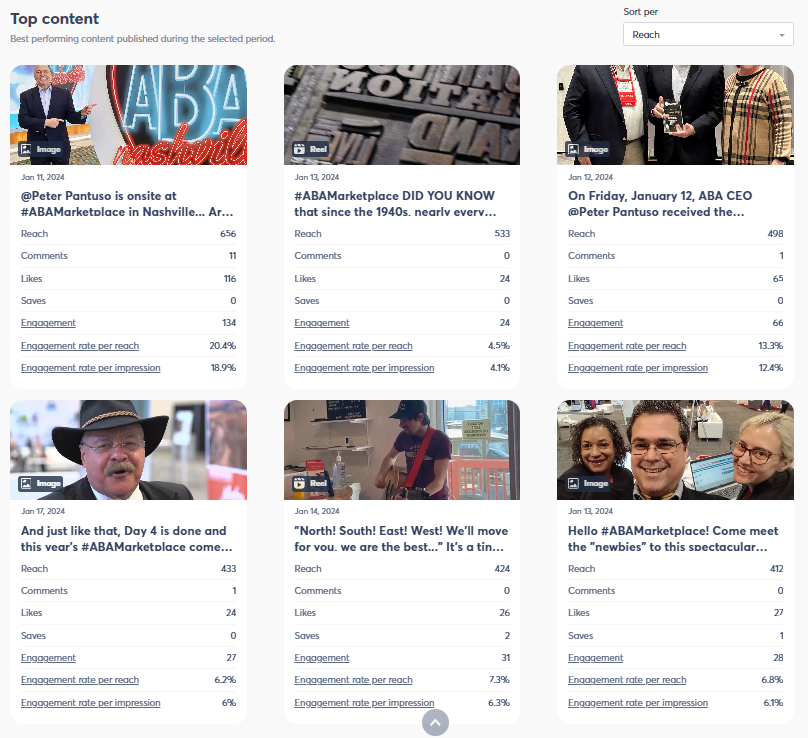 Top content
Best performing content published during the selected period.
Sort per
Reach
ABA
nashvill
Image
Jan 11, 2024
@Peter Pantuso is onsite at
#ABAMarketplace in Nashville... Ar...
Reach 656
Comments 11
Likes 116
Saves 0
Engagement 134
Engagement rate per reach 20.4%
Engagement rate per impression 18.9%
Reel
Jan 13, 2024
#ABAMarketplace DID YOU KNOW
that since the 1940s, nearly every...
Reach 533
Comments 0
Likes 24
Saves 0
Engagement 24
Engagement rate per reach 4.5%
Engagement rate per impression 4.1%
Image
Jan 12, 2024
On Friday, January 12, ABA CEO
@Peter Pantuso received the...
Reach 498
Comments 1
Likes 65
Saves 0
Engagement 66
Engagement rate per reach 13.3%
Engagement rate per impression 12.4%
Image
Jan 17, 2024
And just like that, Day 4 is done and
this year's #ABAMarketplace come...
Reach 433
Comments 1
Likes 24
Saves 0
Engagement 27
Engagement rate per reach 6.2%
Engagement rate per impression 6%
Reel
Jan 14, 2024
"North! South! East! West! We'll move
for you, we are the best..." It's a tin...
Reach 424
Comments 0
Likes 26
Saves 2
Engagement 31
Engagement rate per reach 7.3%
Engagement rate per impression 6.3%
Image
Jan 13, 2024
Hello #ABAMarketplace! Come meet
the "newbies" to this spectacular...
Reach 412
Comments 0
Likes 27
Saves 1
Engagement 28
Engagement rate per reach 6.8%
Engagement rate per impression 6.1%